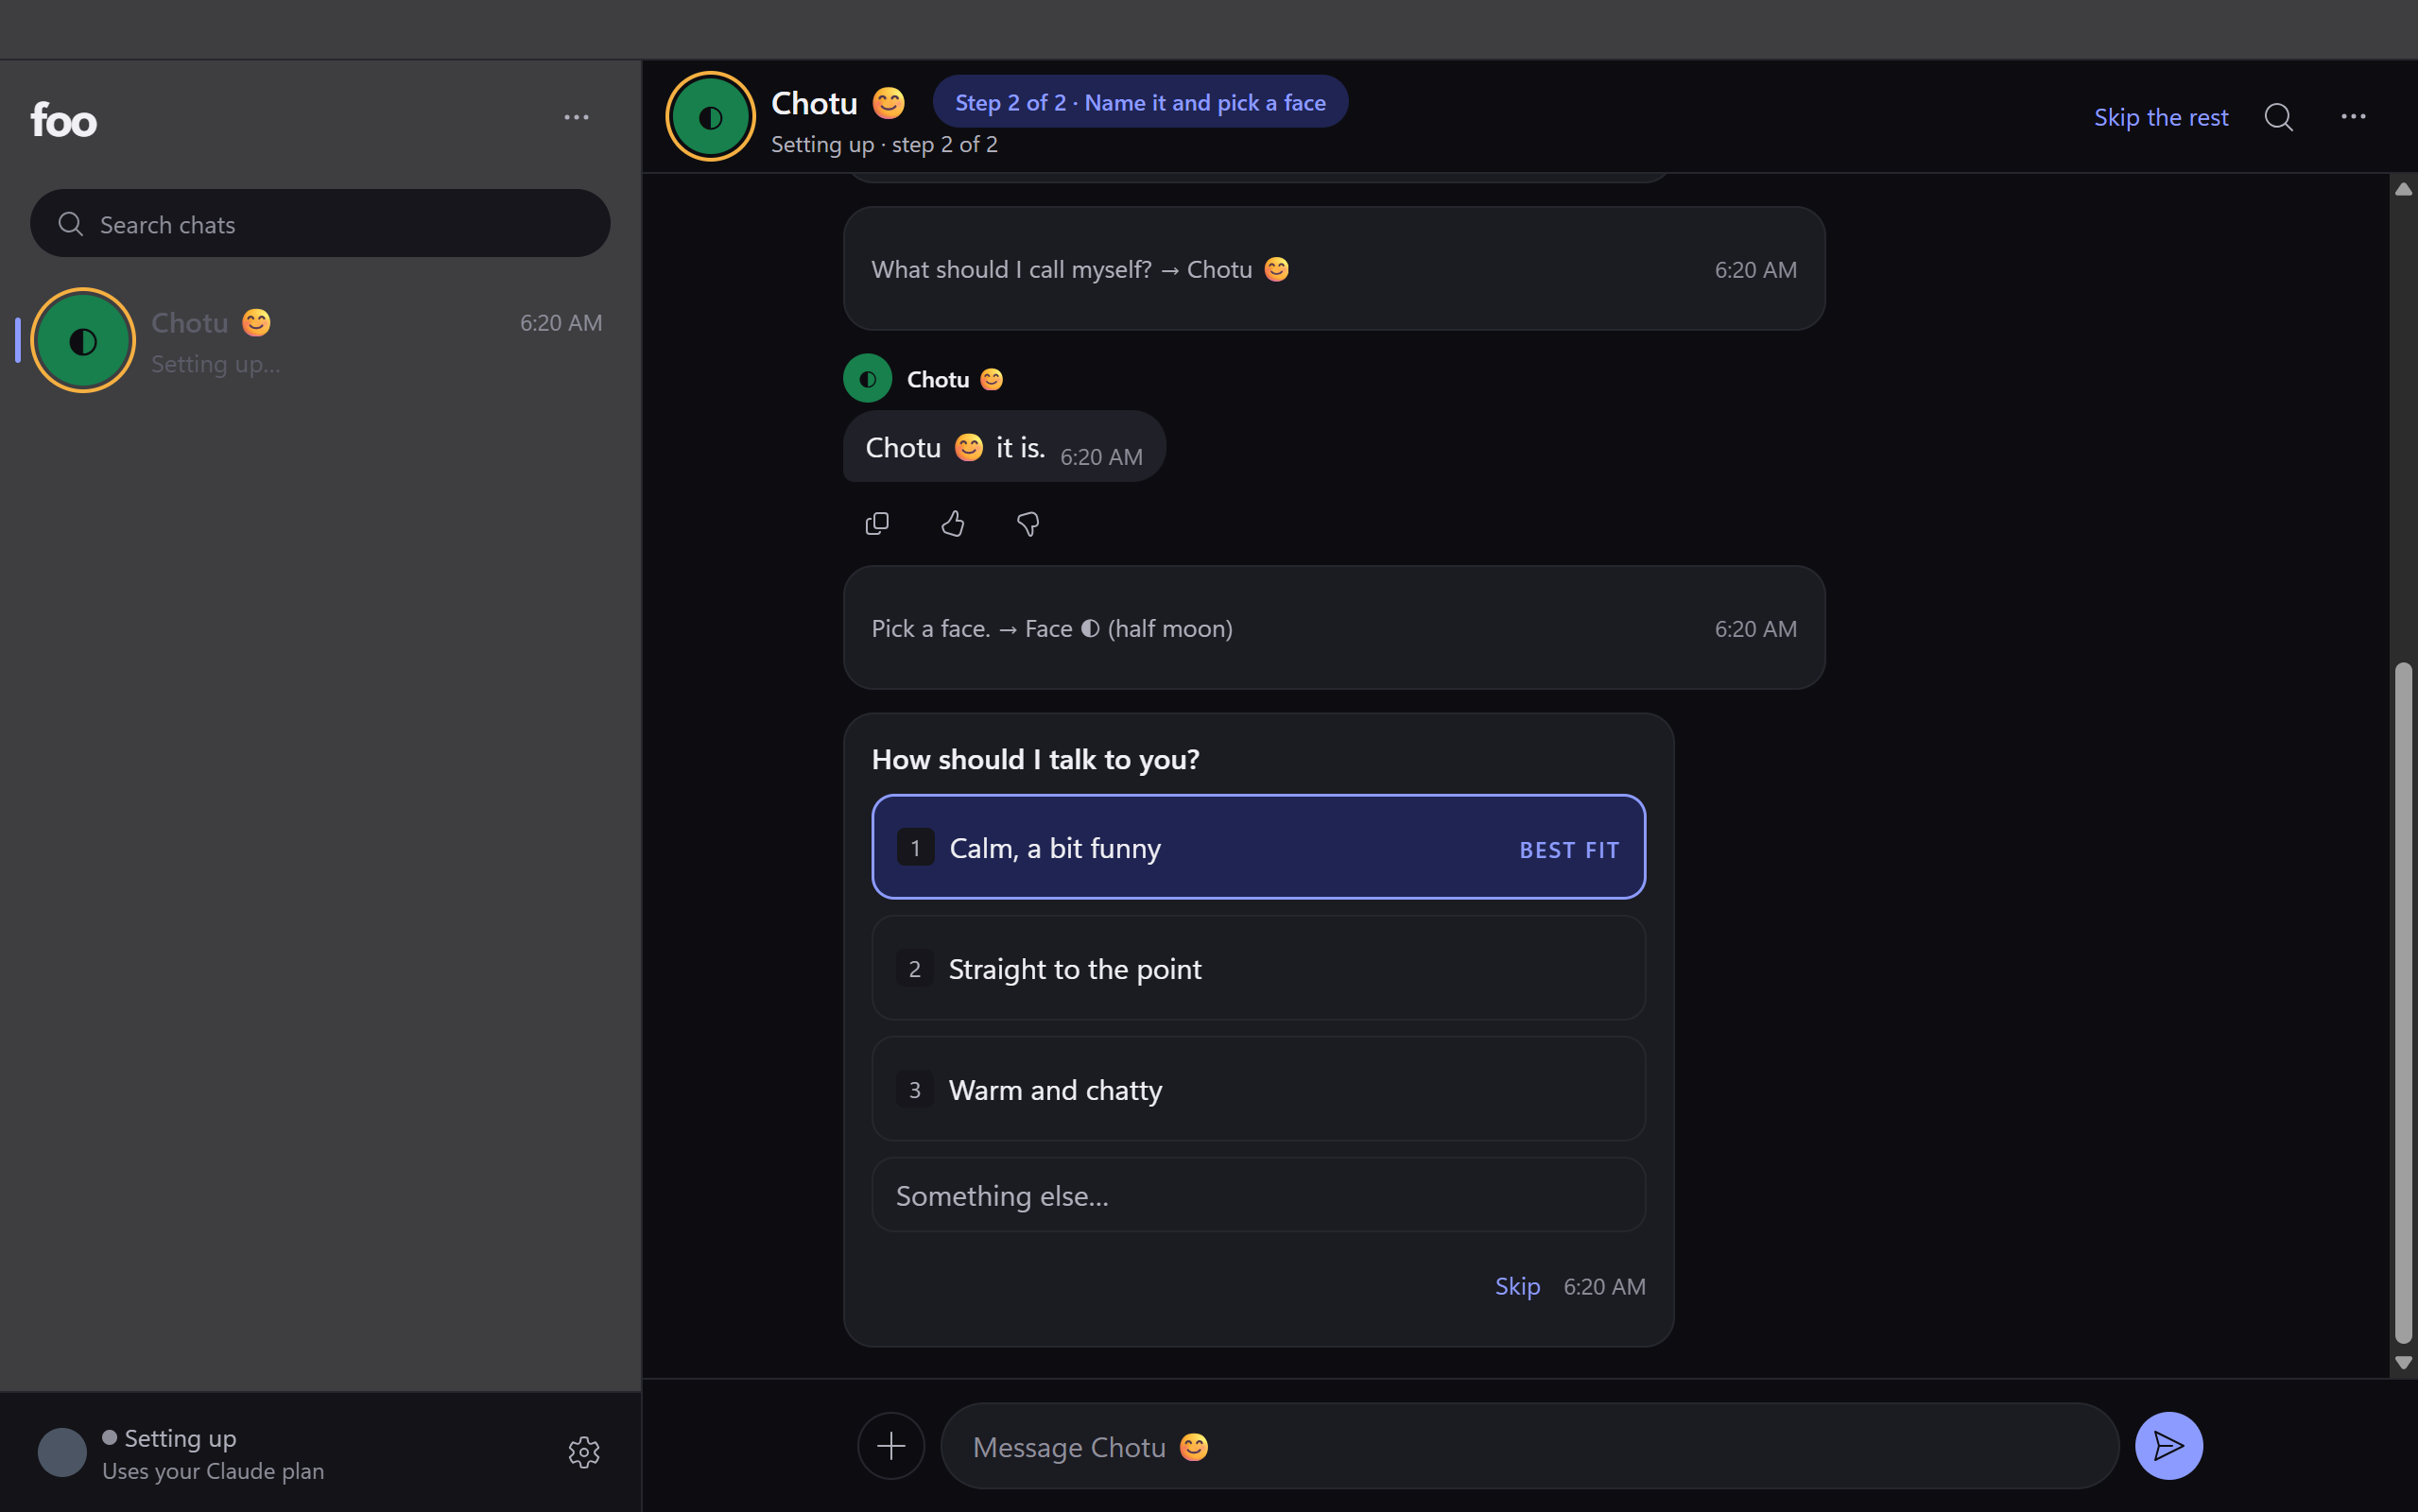 foo
Search chats
Chotu 😊
6:20 AM
Setting up...
Setting up
Uses your Claude plan
Chotu 😊
Step 2 of 2 · Name it and pick a face
Setting up · step 2 of 2
Skip the rest
What should I call myself? → Chotu 😊
6:20 AM
Chotu 😊
Chotu 😊 it is. 6:20 AM
Pick a face. → Face ◐ (half moon)
6:20 AM
How should I talk to you?
1 Calm, a bit funny
BEST FIT
2 Straight to the point
3 Warm and chatty
Something else...
Skip 6:20 AM
Message Chotu 😊